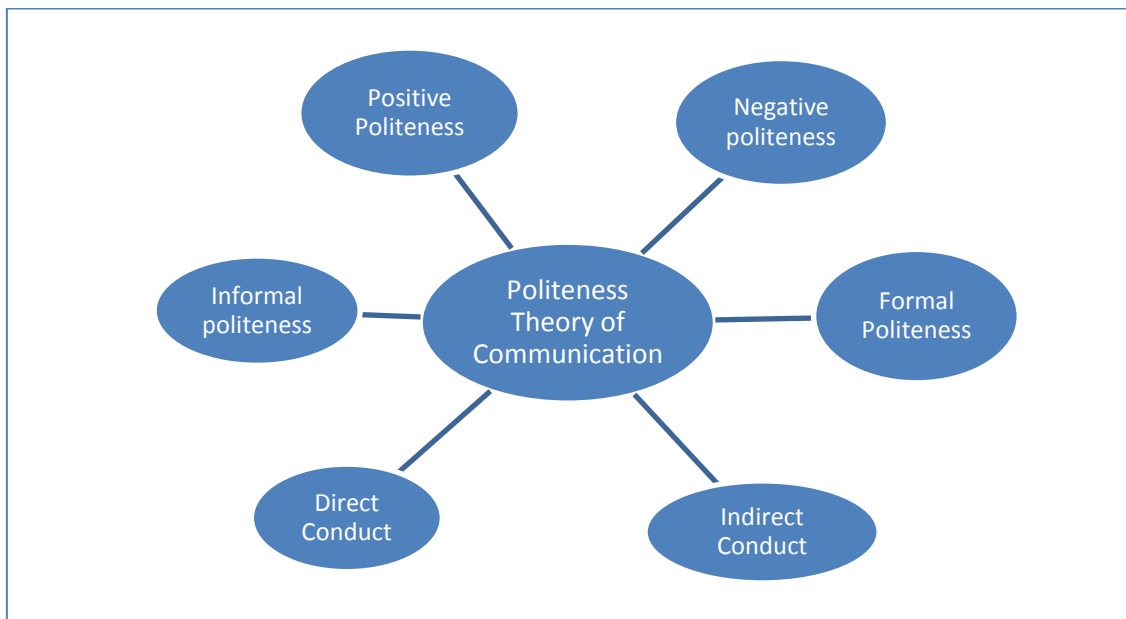 Positive
Politeness
Negative
politeness
Informal
politeness
Politeness
Theory of
Communication
Formal
Politeness
Direct
Conduct
Indirect
Conduct